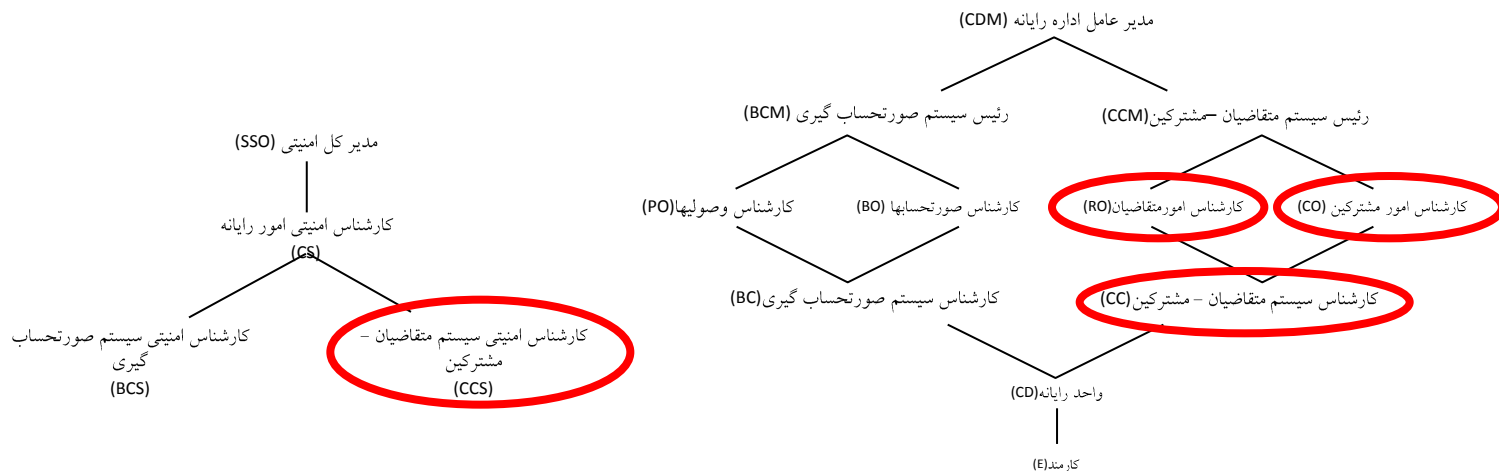 مدیر عامل اداره رایانه (CDM)
رئیس سیستم متقاضیان –مشترکین(CCM)
رئیس سیستم صورتحساب گیری (BCM)
کارشناس امور مشترکین (CO)
کارشناس امورمتقاضیان(RO)
کارشناس صورتحسابها (BO)
کارشناس وصولیها(PO)
کارشناس سیستم متقاضیان – مشترکین(CC)
کارشناس سیستم صورتحساب گیری(BC)
واحد رایانه(CD)
کارمند(E)
مدیر کل امنیتی (SSO)
کارشناس امنیتی امور رایانه
(CS)
کارشناس امنیتی سیستم متقاضیان –
مشترکین
(CCS)
کارشناس امنیتی سیستم صورتحساب
گیری
(BCS)